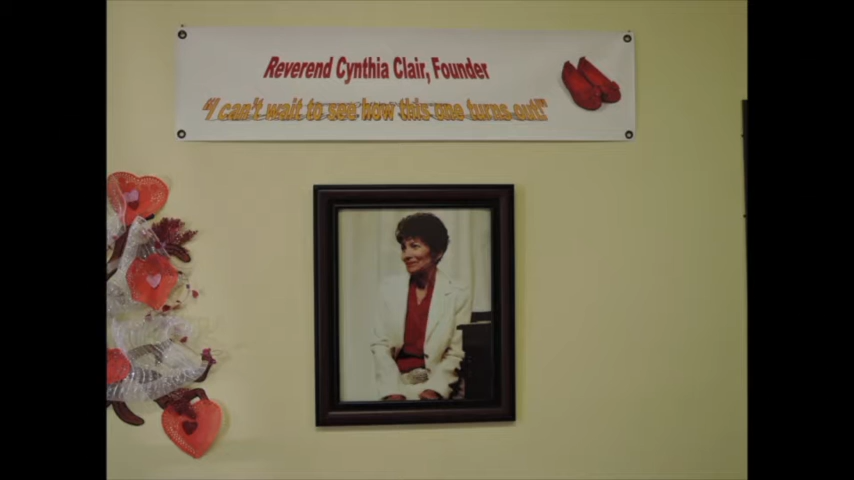 Reverend Cynthia Clair, Founder
"I can't wait to see how this one turns out!"